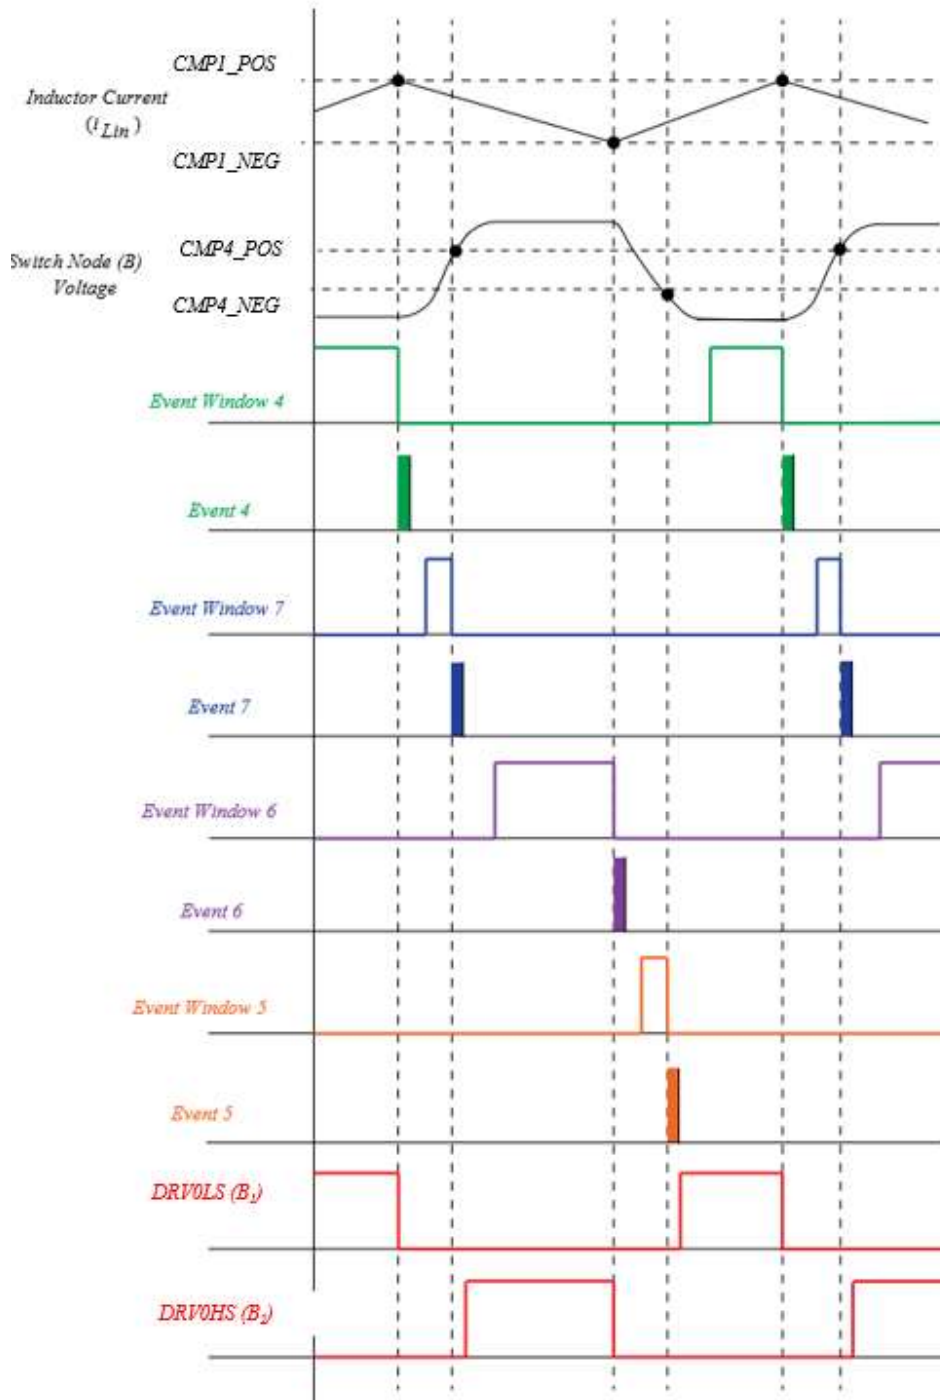 CMP1_POS
Inductor Current
(i Lin )
CMP1_NEG
CMP4_POS
Switch Node (B)
Voltage
CMP4_NEG
Event Window 4
Event 4
Event Window 7
Event 7
Event Window 6
Event 6
Event Window 5
Event 5
DRV0LS (B₁)
DRV0HS (B₂)